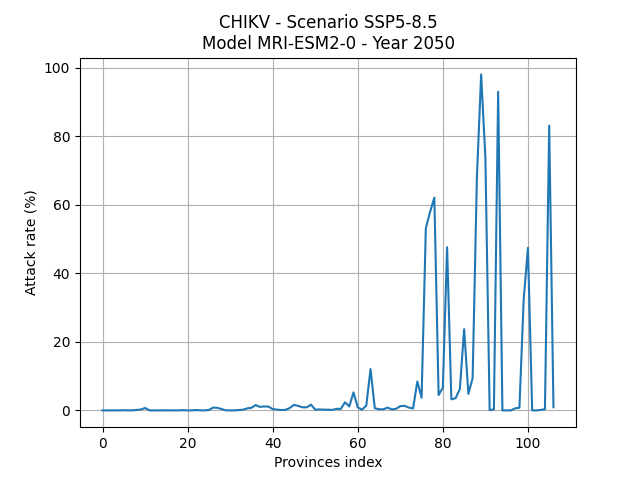 CHIKV - Scenario SSP5-8.5
Model MRI-ESM2-0 - Year 2050
100
80
60
40
20
0
Attack rate (%)
0 20 40 60 80 100
Provinces index